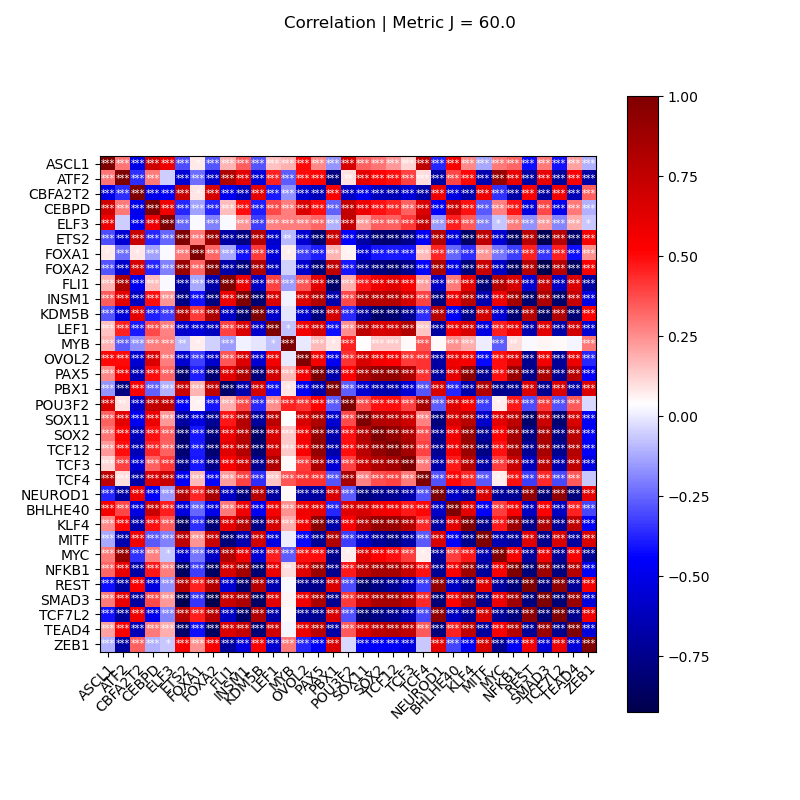 Correlation | Metric J = 60.0
ASCL1
ATF2
CBFA2T2
CEBPD
ELF3
ETS2
FOXA1
FOXA2
FLI1
INSM1
KDM5B
LEF1
MYB
OVOL2
PAX5
PBX1
POU3F2
SOX11
SOX2
TCF12
TCF3
TCF4
NEUROD1
BHLHE40
KLF4
MITF
MYC
NFKB1
REST
SMAD3
TCF7L2
TEAD4
ZEB1
ASCL1
ATF2
CBFA2T2
CEBPD
ELF3
ETS2
FOXA1
FOXA2
FLI1
INSM1
KDM5B
LEF1
MYB
OVOL2
PAX5
PBX1
POU3F2
SOX11
SOX2
TCF12
TCF3
TCF4
NEUROD1
BHLHE40
KLF4
MITF
MYC
NFKB1
REST
SMAD3
TCF7L2
TEAD4
ZEB1
1.00
0.75
0.50
0.25
0.00
−0.25
−0.50
−0.75